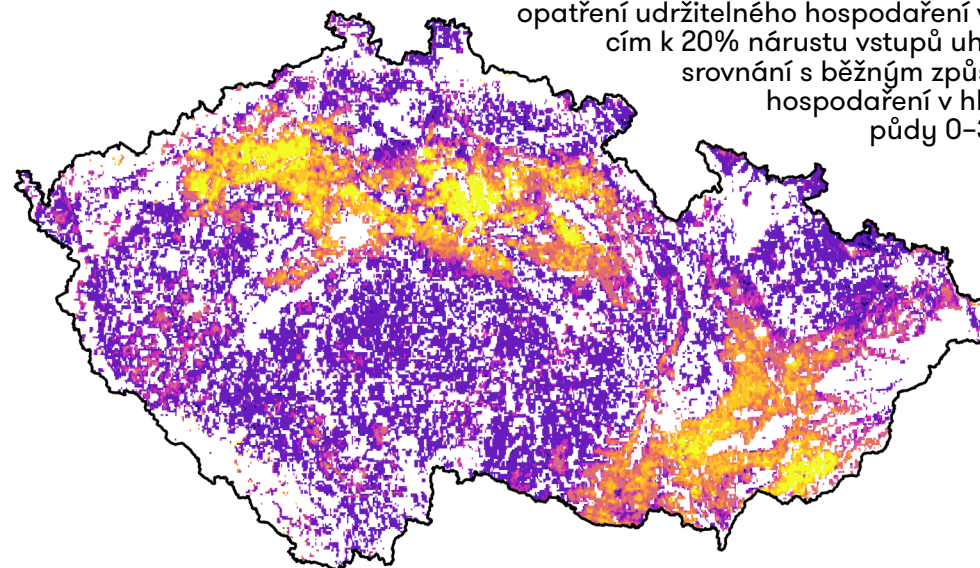 opatření udržitelného hospodaření v
cím k 20% nárustu vstupů uh
srovnání s běžným způs
hospodaření v hl
půdy 0–3